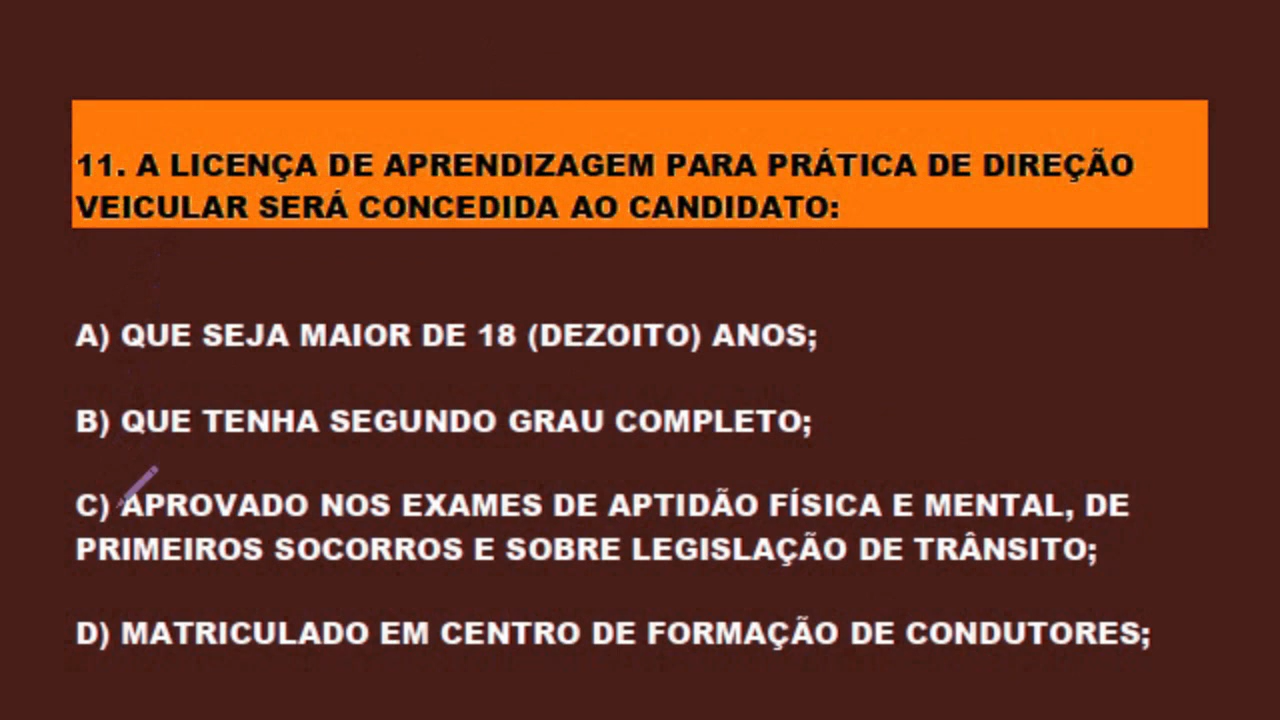 11. A LICENÇA DE APRENDIZAGEM PARA PRÁTICA DE DIREÇÃO
VEICULAR SERÁ CONCEDIDA AO CANDIDATO:
A) QUE SEJA MAIOR DE 18 (DEZOITO) ANOS;
B) QUE TENHA SEGUNDO GRAU COMPLETO;
C) APROVADO NOS EXAMES DE APTIDÃO FÍSICA E MENTAL, DE
PRIMEIROS SOCORROS E SOBRE LEGISLAÇÃO DE TRÂNSITO;
D) MATRICULADO EM CENTRO DE FORMAÇÃO DE CONDUTORES;